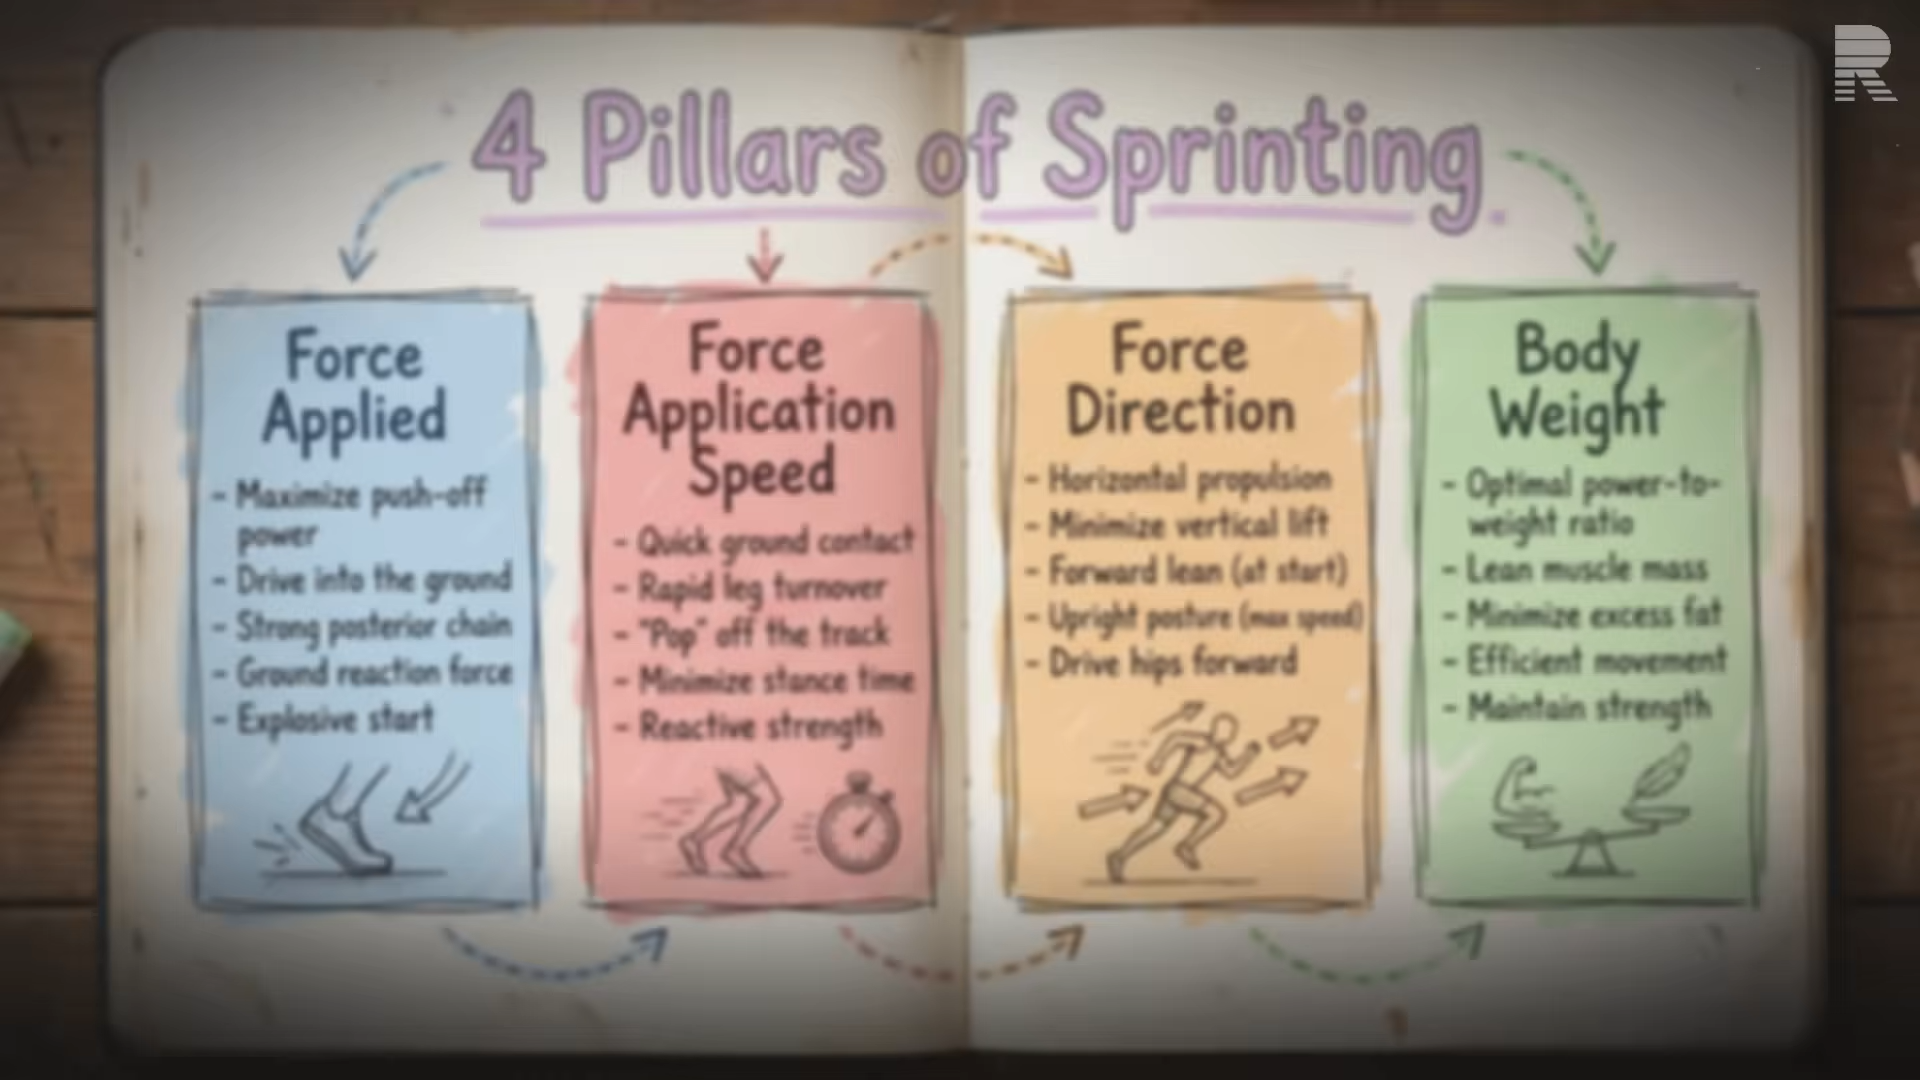 4 Pillars of Sprinting
Force
Applied
- Maximize push-off
power
- Drive into the ground
- Strong posterior chain
- Ground reaction force
- Explosive start
Force
Application
Speed
- Quick ground contact
- Rapid leg turnover
- "Pop" off the track
- Minimize stance time
- Reactive strength
Force
Direction
- Horizontal propulsion
- Minimize vertical lift
- Forward lean (at start)
- Upright posture (max speed)
- Drive hips forward
Body
Weight
- Optimal power-to-
weight ratio
- Lean muscle mass
- Minimize excess fat
- Efficient movement
- Maintain strength
R